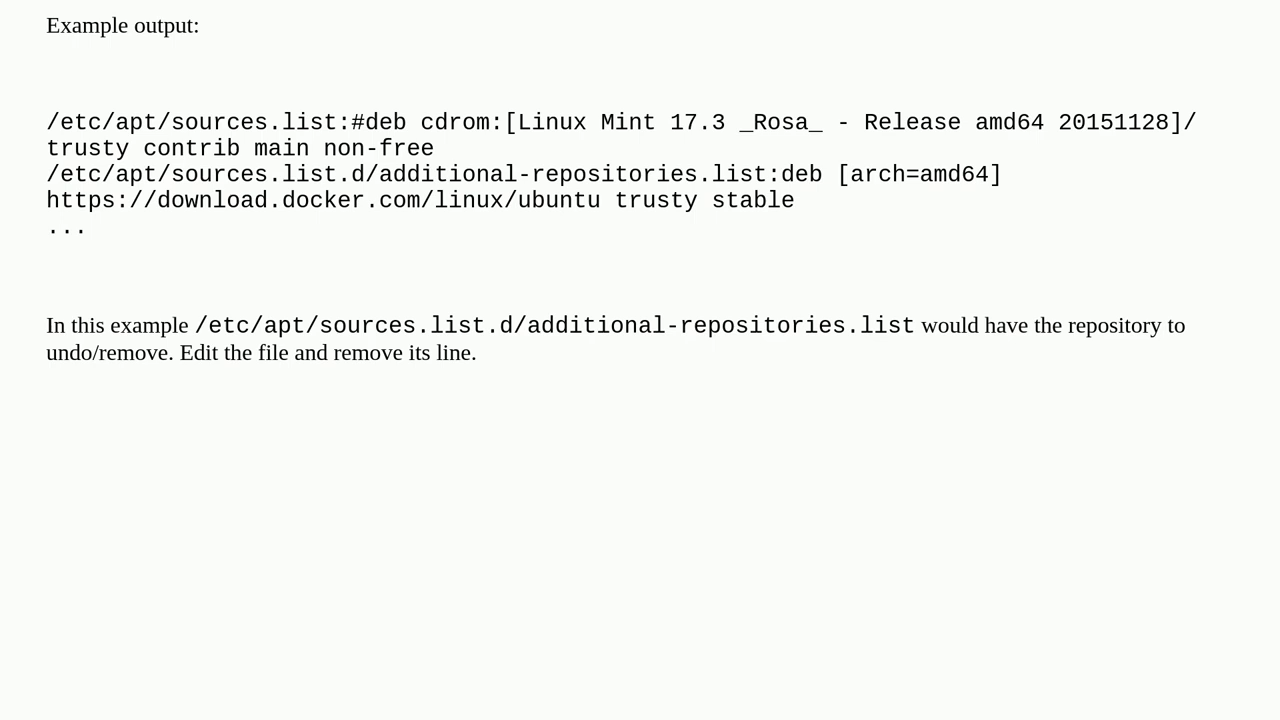 Example output:
/etc/apt/sources.list:#deb cdrom:[Linux Mint 17.3 _Rosa_ - Release amd64 20151128]/
trusty contrib main non-free
/etc/apt/sources.list.d/additional-repositories.list:deb [arch=amd64]
https://download.docker.com/linux/ubuntu trusty stable
...
In this example /etc/apt/sources.list.d/additional-repositories.list would have the repository to
undo/remove. Edit the file and remove its line.